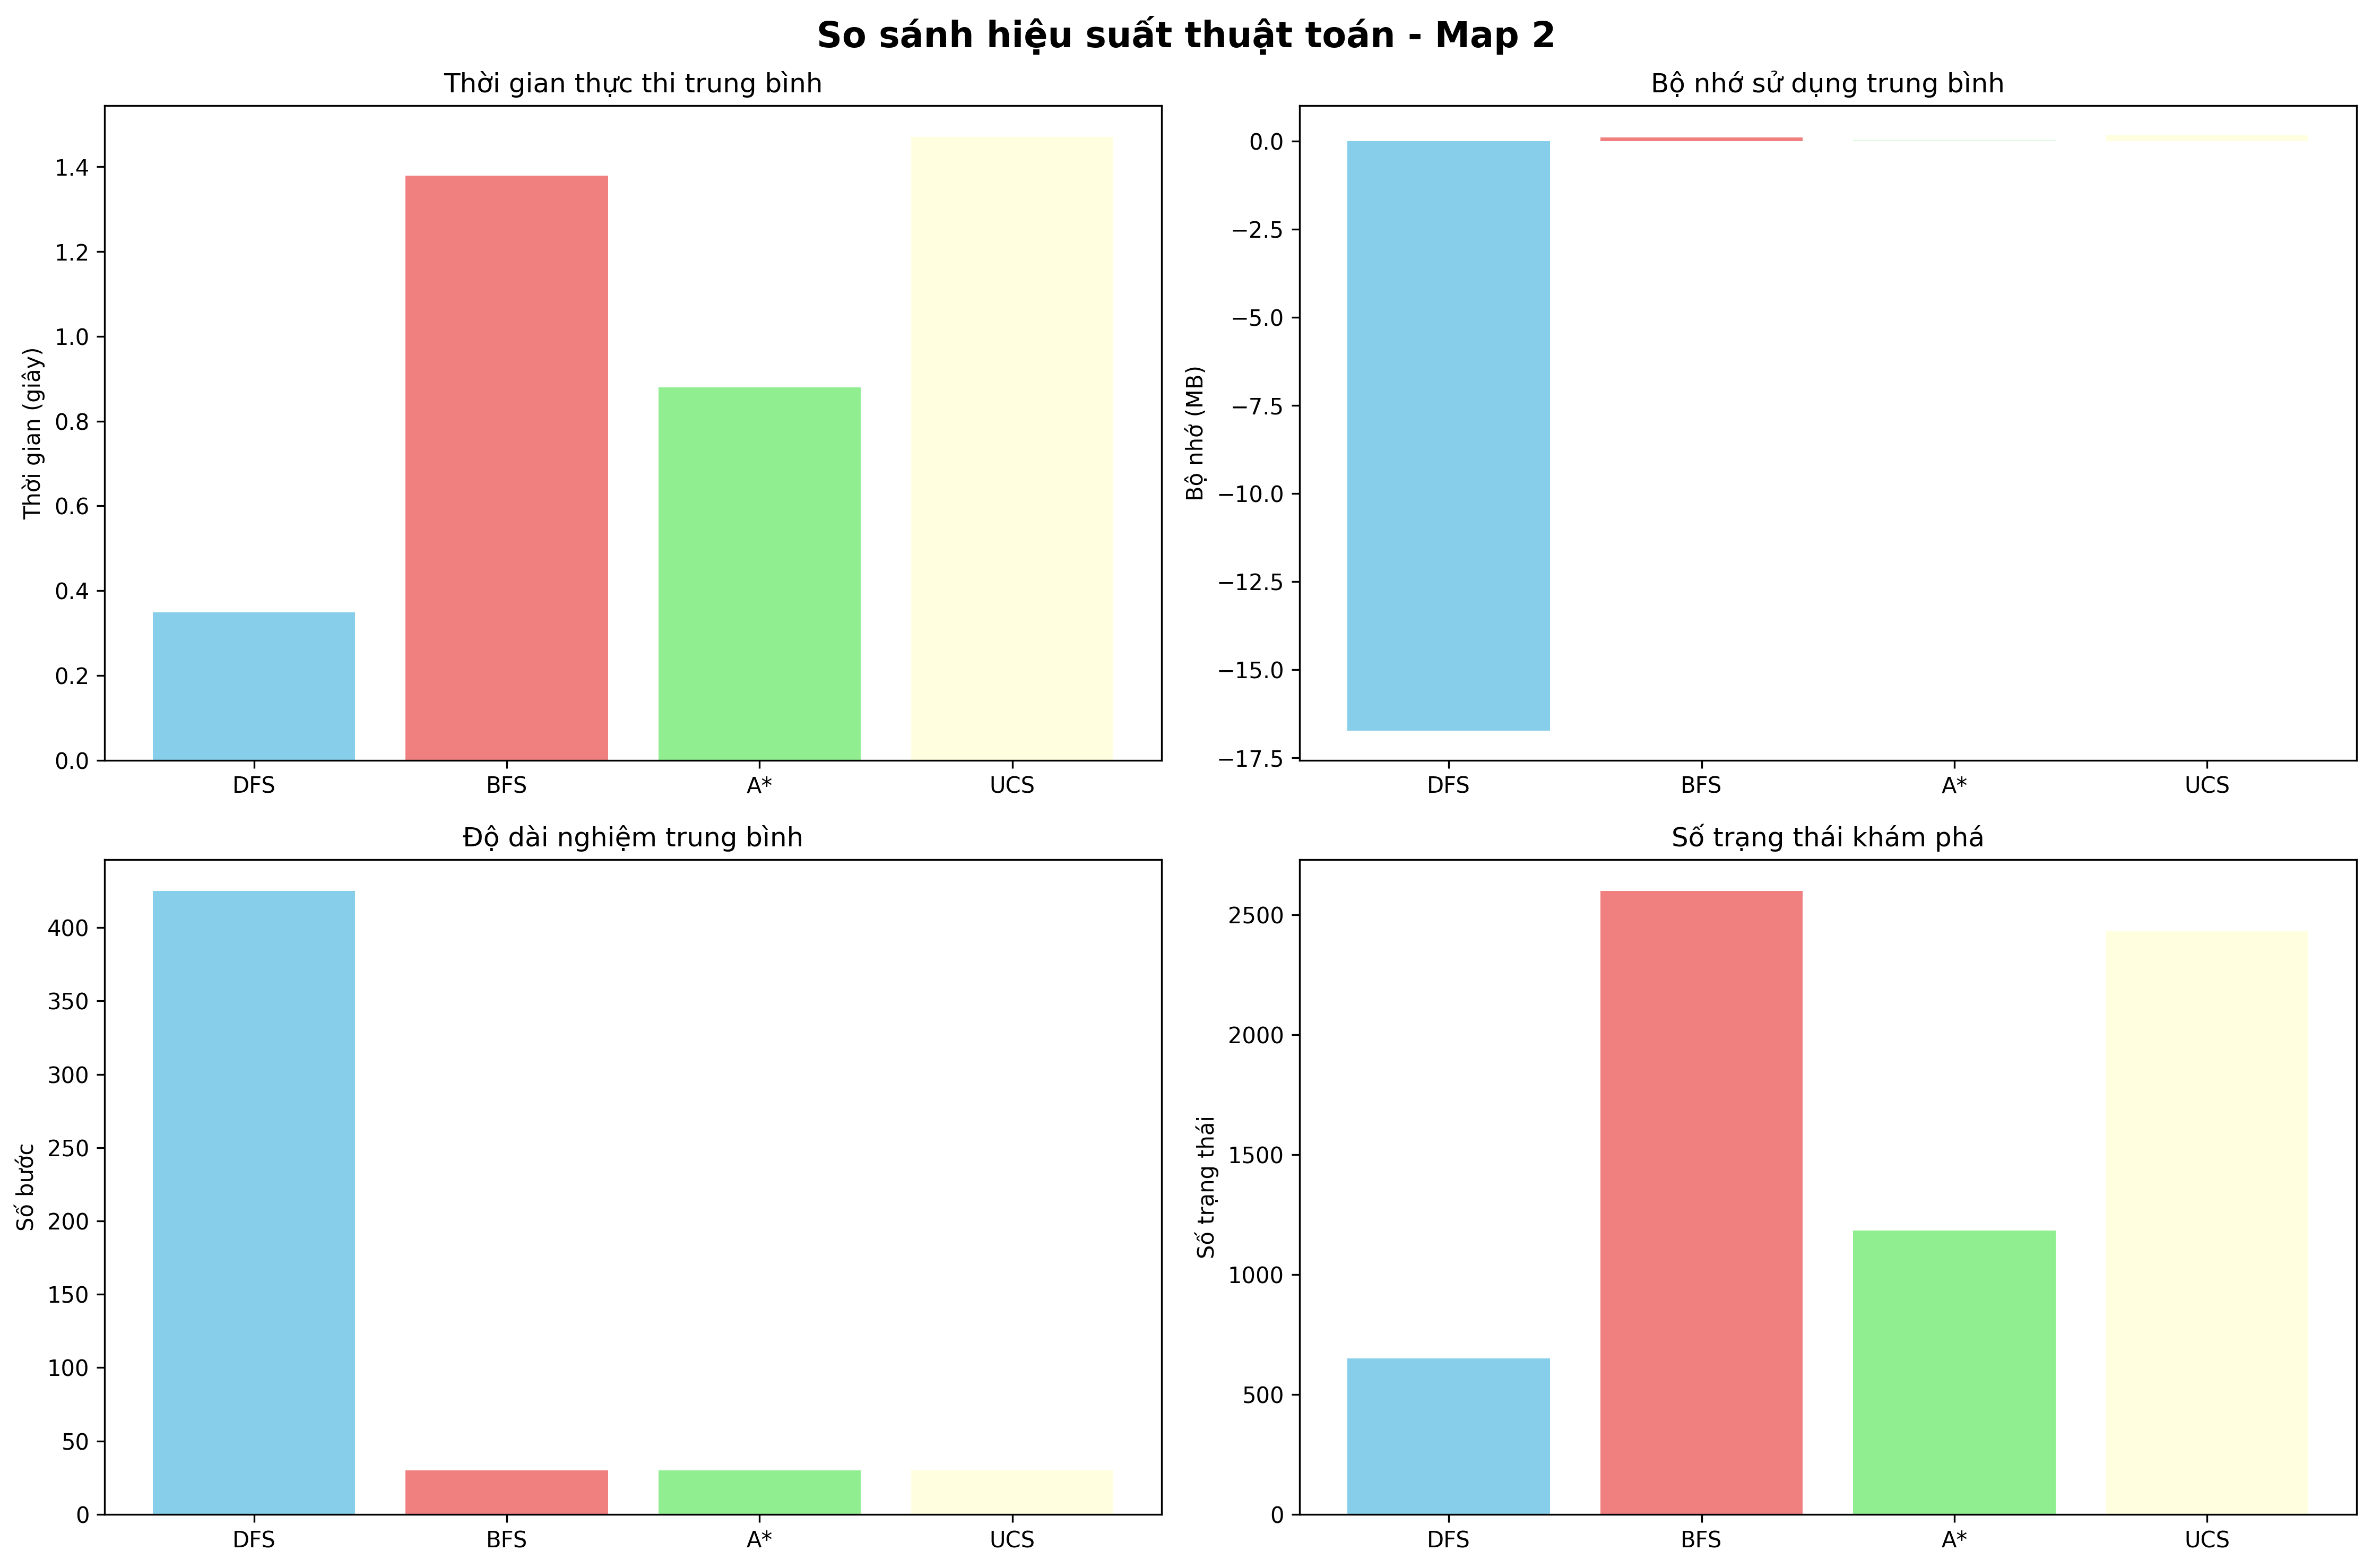 So sánh hiệu suất thuật toán - Map 2
Thời gian thực thi trung bình
Thời gian (giây)
1.4
1.2
1.0
0.8
0.6
0.4
0.2
0.0
DFS BFS A* UCS
Bộ nhớ sử dụng trung bình
Bộ nhớ (MB)
0.0
−2.5
−5.0
−7.5
−10.0
−12.5
−15.0
−17.5
DFS BFS A* UCS
Độ dài nghiệm trung bình
Số bước
400
350
300
250
200
150
100
50
0
DFS BFS A* UCS
Số trạng thái khám phá
Số trạng thái
2500
2000
1500
1000
500
0
DFS BFS A* UCS